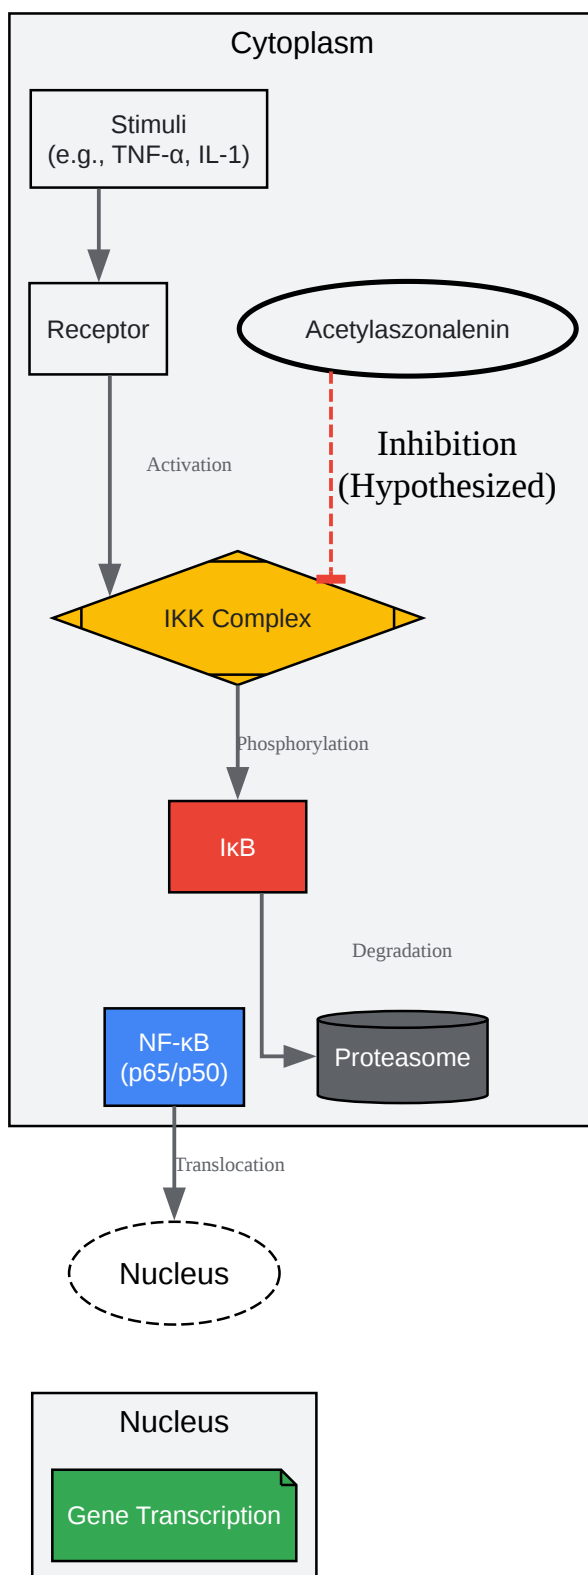 Cytoplasm
Stimuli
(e.g., TNF-α, IL-1)
Receptor
Acetylaszonalenin
Activation
Inhibition
(Hypothesized)
IKK Complex
Phosphorylation
IκB
Degradation
NF-κB
(p65/p50)
Proteasome
Translocation
Nucleus
Nucleus
Gene Transcription